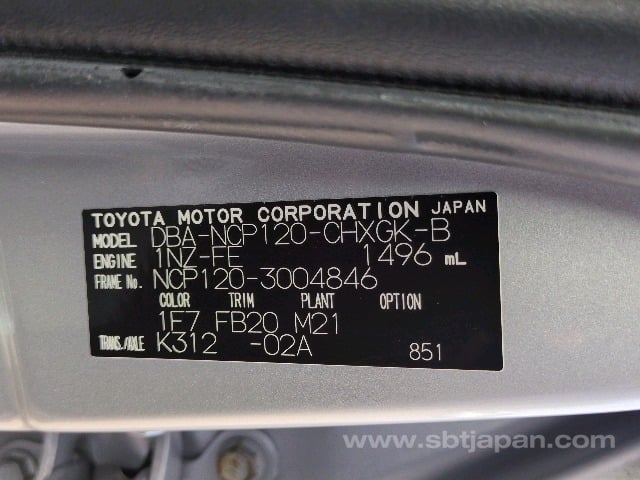 TOYOTA MOTOR CORPORATION JAPAN
MODEL DBA-NCP120-CHXGK-B
ENGINE 1NZ-FE 1496 mL
FRAME No. NCP120-3004846
COLOR TRIM PLANT OPTION
1F7 FB20 M21
TRANS./AXLE K312 -02A 851
www.sbtjapan.com